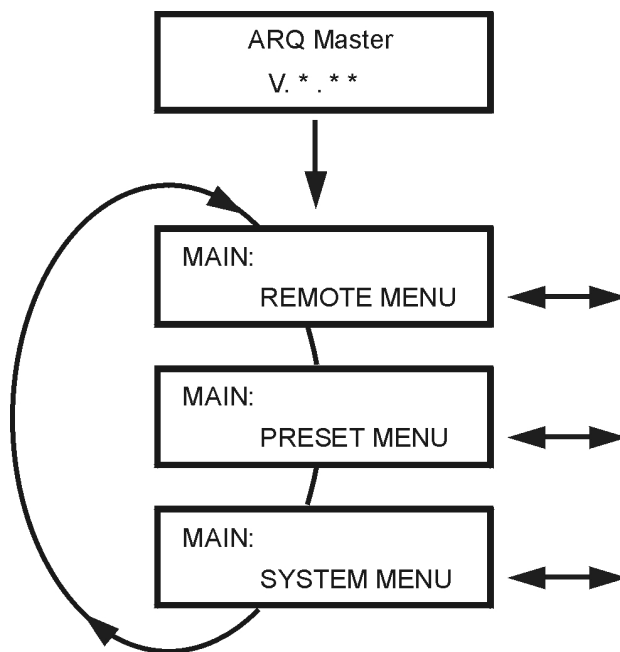 ARQ Master
V. * . * *
MAIN:
REMOTE MENU
MAIN:
PRESET MENU
MAIN:
SYSTEM MENU